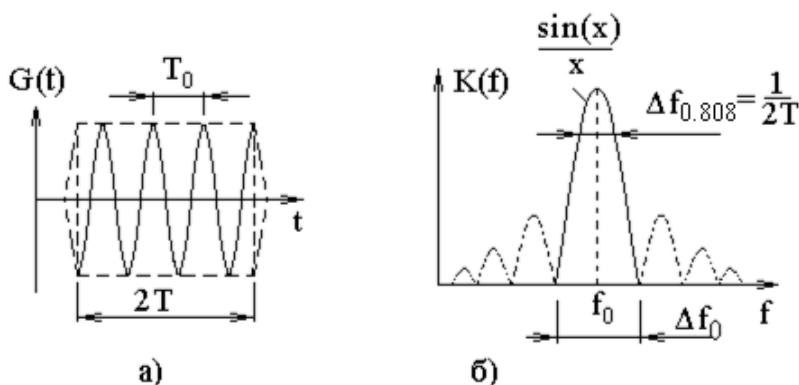 G(t)
T₀
t
2T
а)
sin(x)
x
K(f)
Δf₀.₈₀₈ = 1
2T
f₀
Δf₀
f
б)